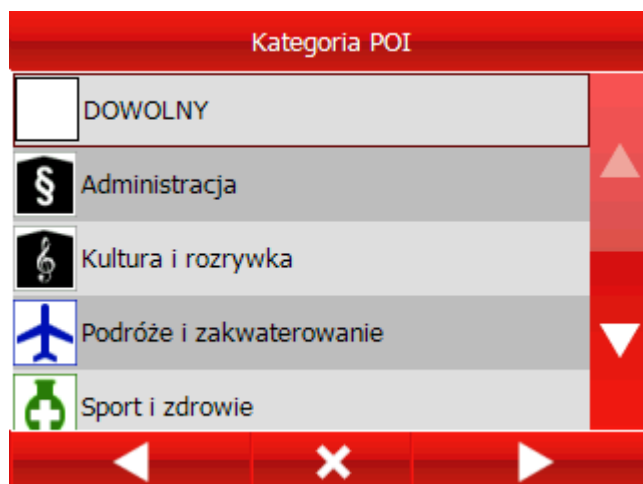 Kategoria POI
DOWOLNY
§ Administracja
Kultura i rozrywka
Podróże i zakwaterowanie
Sport i zdrowie